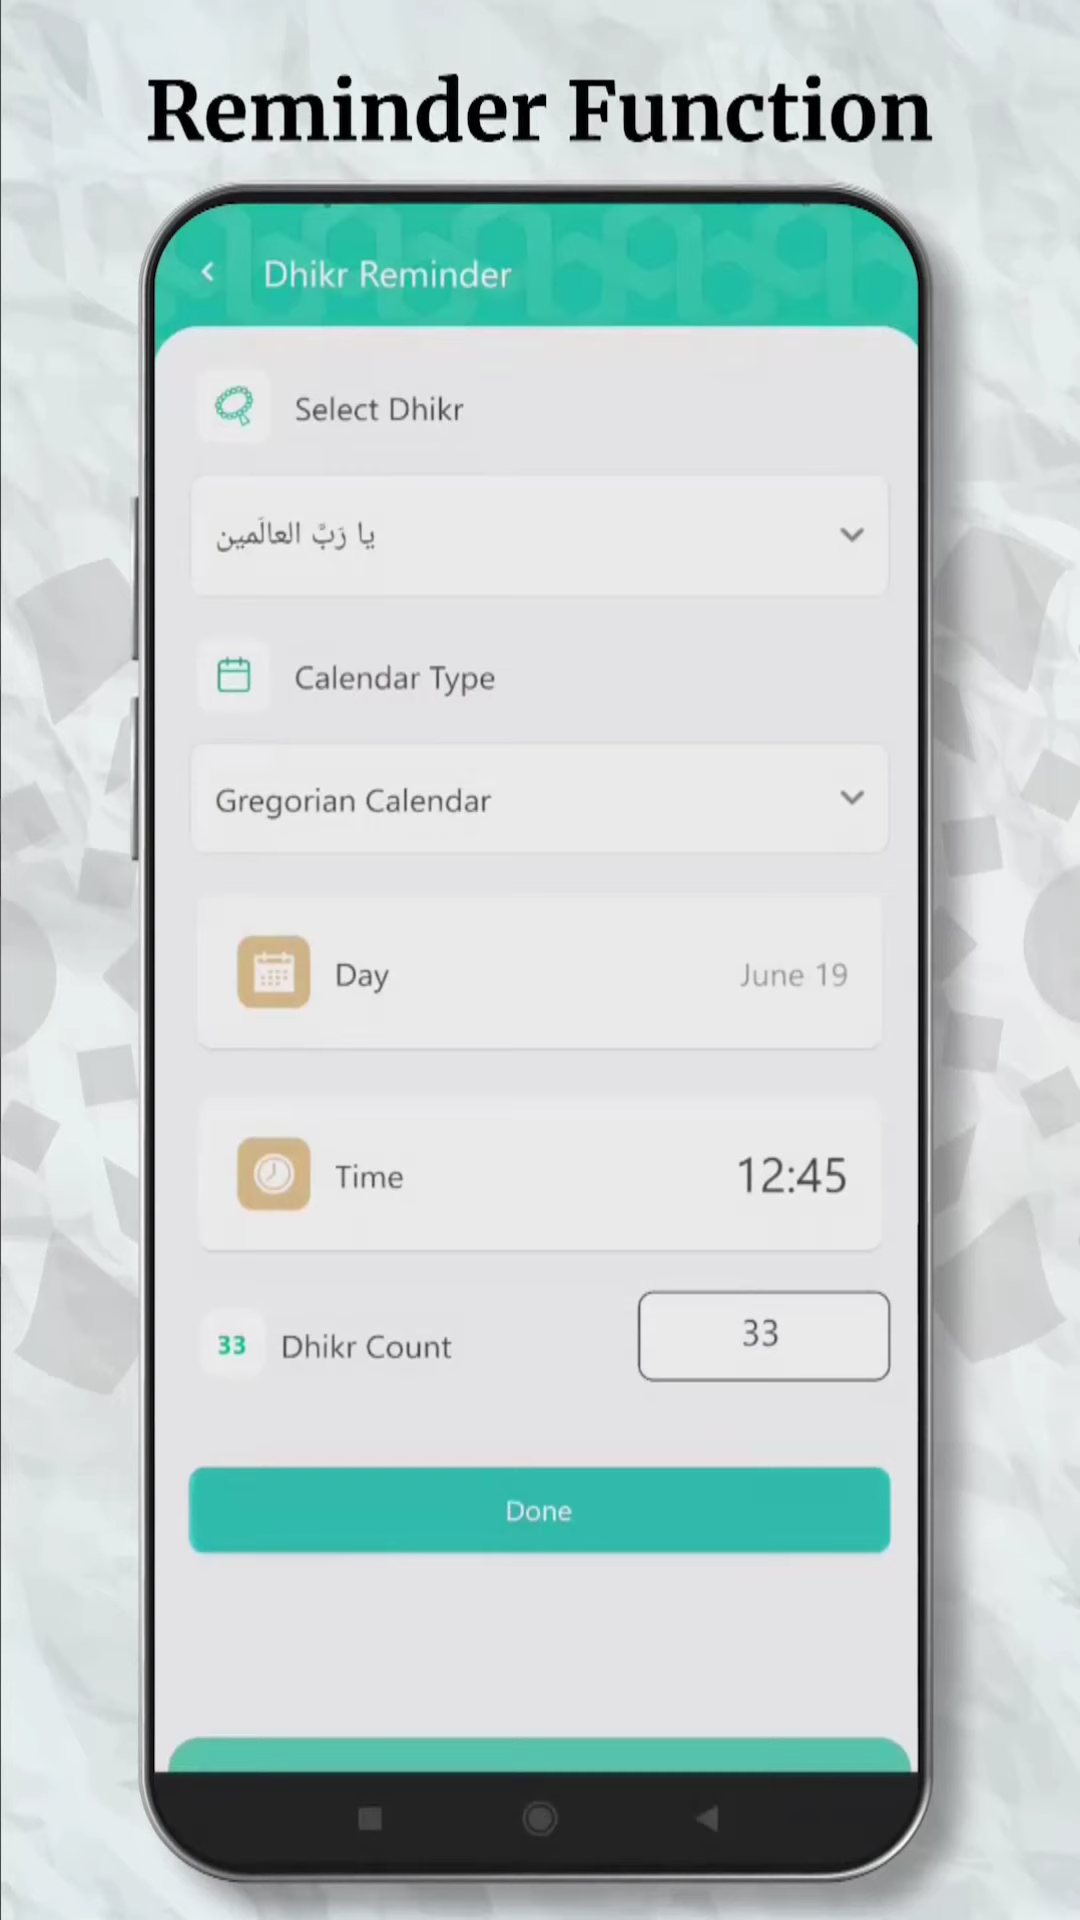 Reminder Function
Dhikr Reminder
Select Dhikr
يا رَبَّ العالَمين
Calendar Type
Gregorian Calendar
Day
June 19
Time
12:45
33
Dhikr Count
33
Done